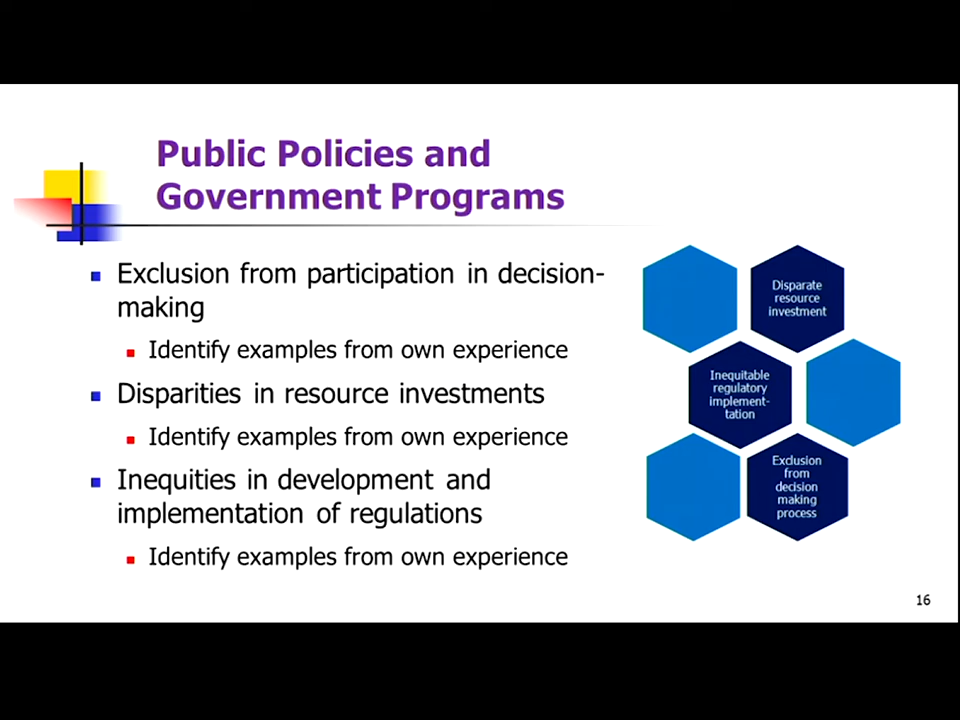 Public Policies and
Government Programs
Exclusion from participation in decision-
making
Identify examples from own experience
Disparities in resource investments
Identify examples from own experience
Inequities in development and
implementation of regulations
Identify examples from own experience
Disparate
resource
investment
Inequitable
regulatory
implement-
tation
Exclusion
from
decision
making
process
16